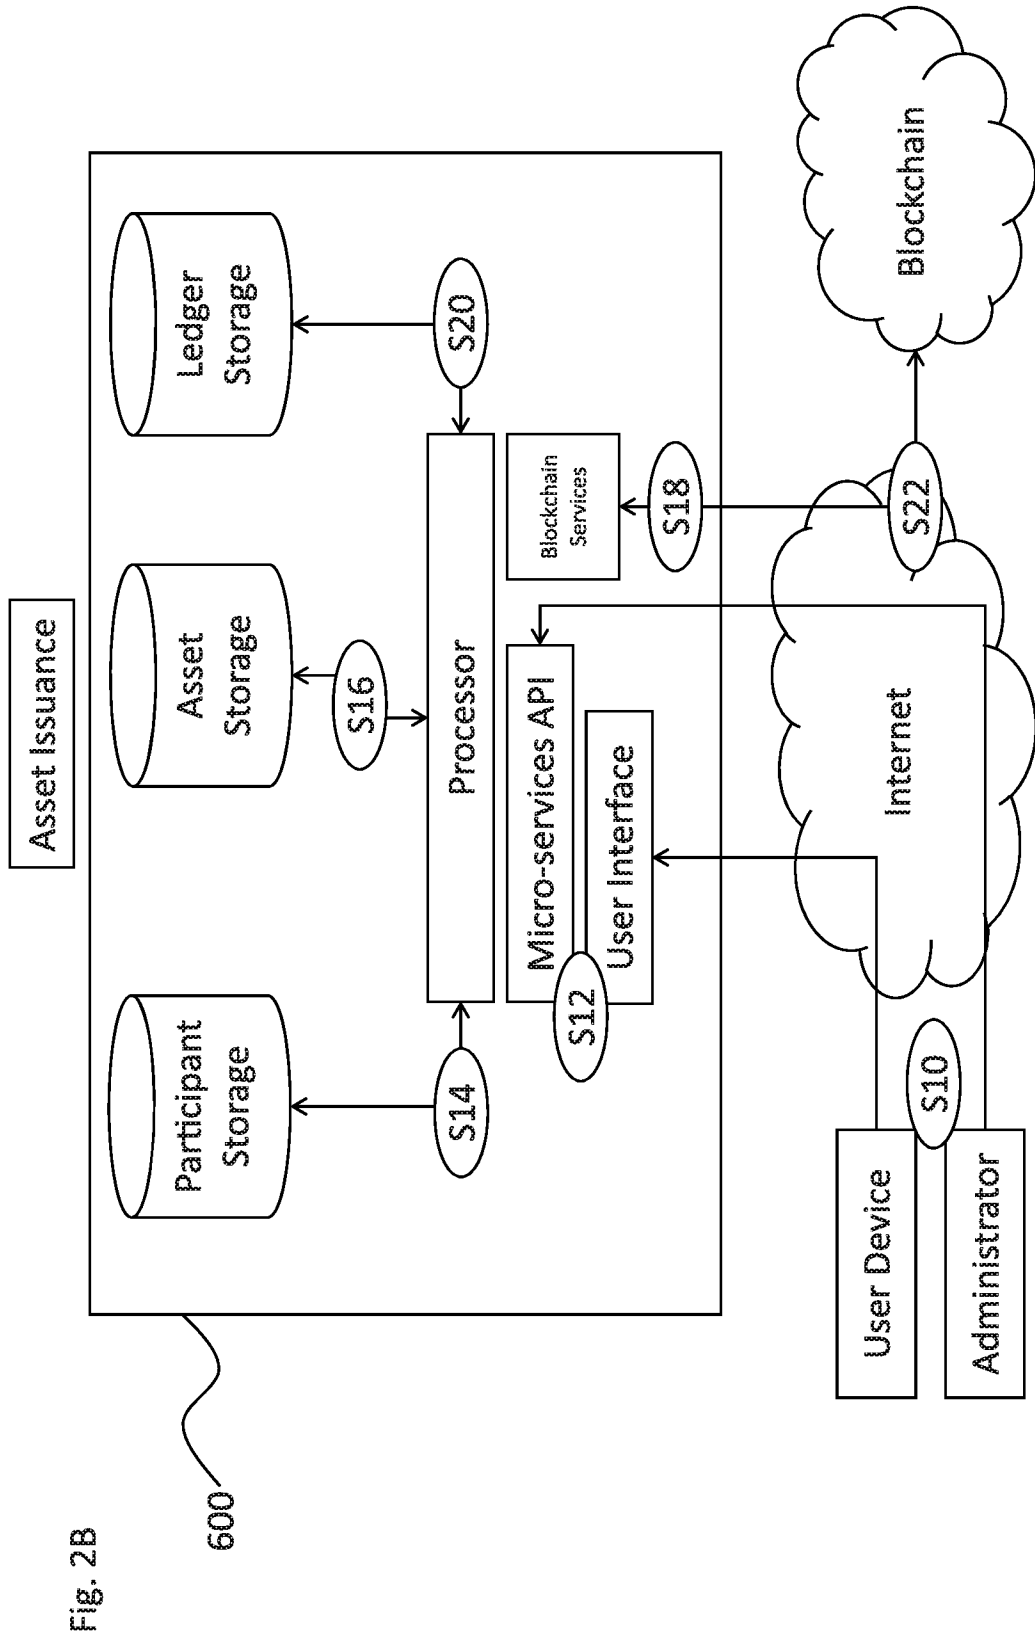 Fig. 2B
600
Asset Issuance
Participant
Storage
Asset
Storage
Ledger
Storage
S14
S16
S20
Processor
Micro-services API
User Interface
S12
Blockchain
Services
S18
User Device
Administrator
S10
Internet
S22
Blockchain